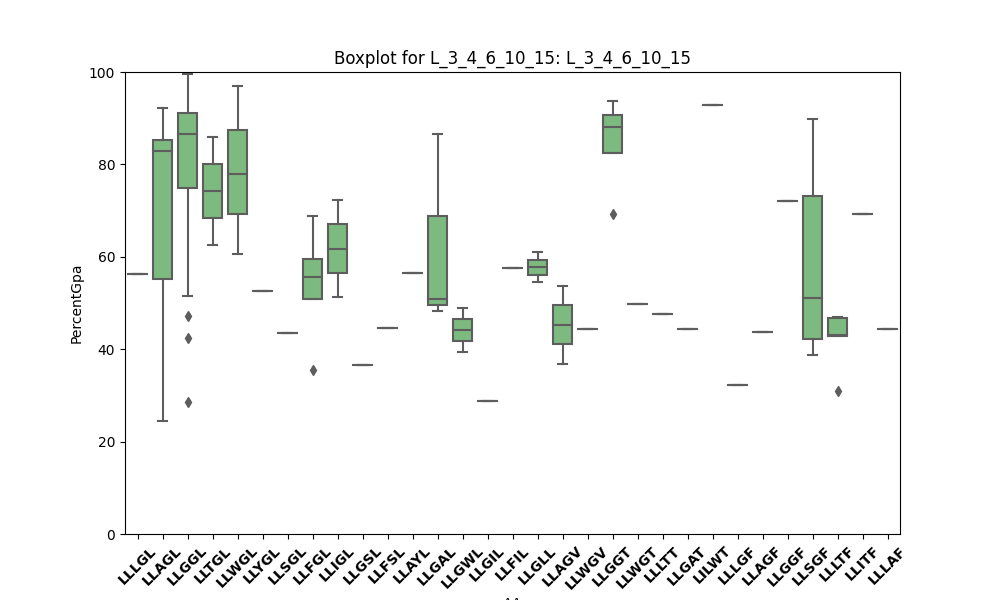 Boxplot for L_3_4_6_10_15: L_3_4_6_10_15
PercentGpa
100
80
60
40
20
0
LLLGL
LLAGL
LLGGL
LLTGL
LLWGL
LLYGL
LLSGL
LLFGL
LLIGL
LLGSL
LLFSL
LLAYL
LLGAL
LLGWL
LLGIL
LLFIL
LLGLL
LLAGV
LLWGV
LLGGT
LLWGT
LLLTT
LLGAT
LILWT
LLLGF
LLAGF
LLGGF
LLSGF
LLLTF
LLITF
LLLAF